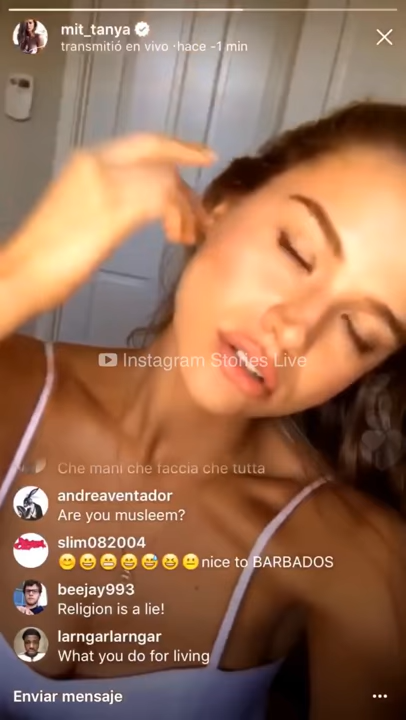 mit_tanya
transmitió en vivo · hace -1 min
Instagram Stories Live
Che mani che faccia che tutta
andreaventador
Are you musleem?
slim082004
😊😄😁😆😅😆😐nice to BARBADOS
beejay993
Religion is a lie!
larngarlarngar
What you do for living
Enviar mensaje